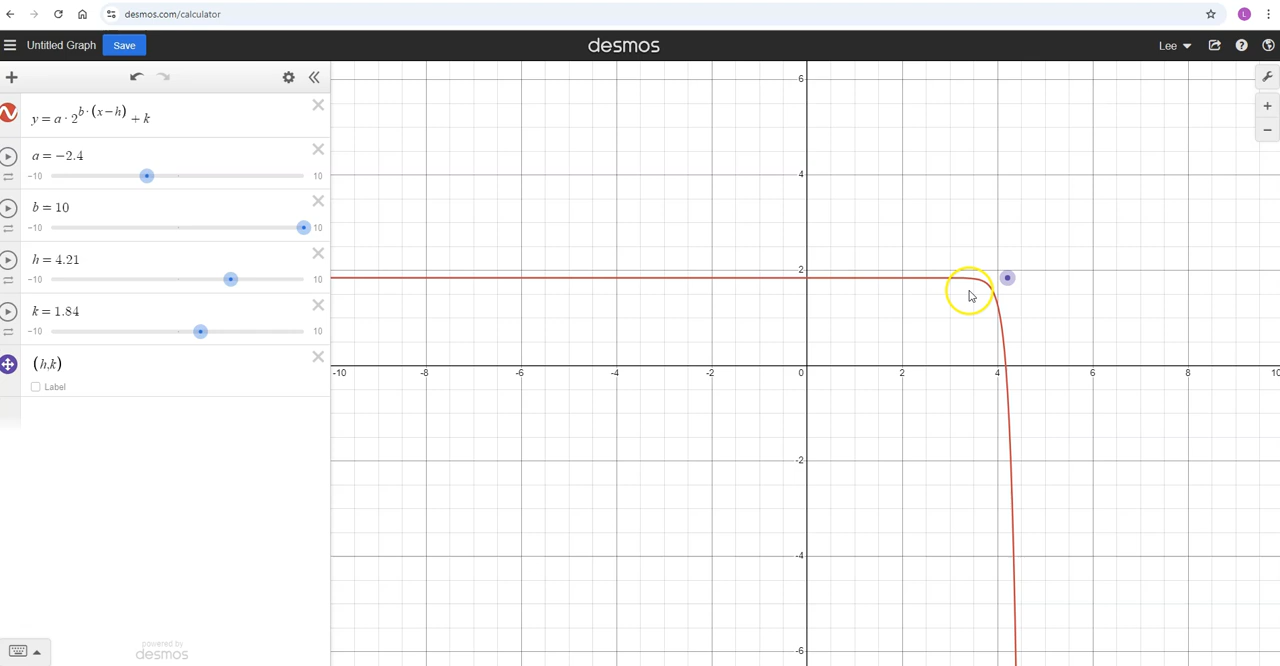 desmos.com/calculator
L
Untitled Graph
Save
desmos
Lee
y = a · 2^{b·(x−h)} + k
6
a = −2.4
-10
10
4
b = 10
-10
10
h = 4.21
-10
10
2
k = 1.84
-10
10
(h,k)
Label
-10
-8
-6
-4
-2
0
2
4
6
8
10
-2
-4
-6
powered by
desmos